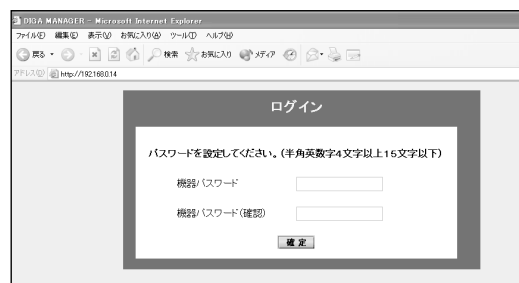 DIGA MANAGER - Microsoft Internet Explorer
ファイル(F) 編集(E) 表示(V) お気に入り(A) ツール(T) ヘルプ(H)
戻る 検索 お気に入り メディア
アドレス(D) http://192.168.0.14
ログイン
パスワードを設定してください。(半角英数字4文字以上15文字以下)
機器パスワード
機器パスワード(確認)
確定